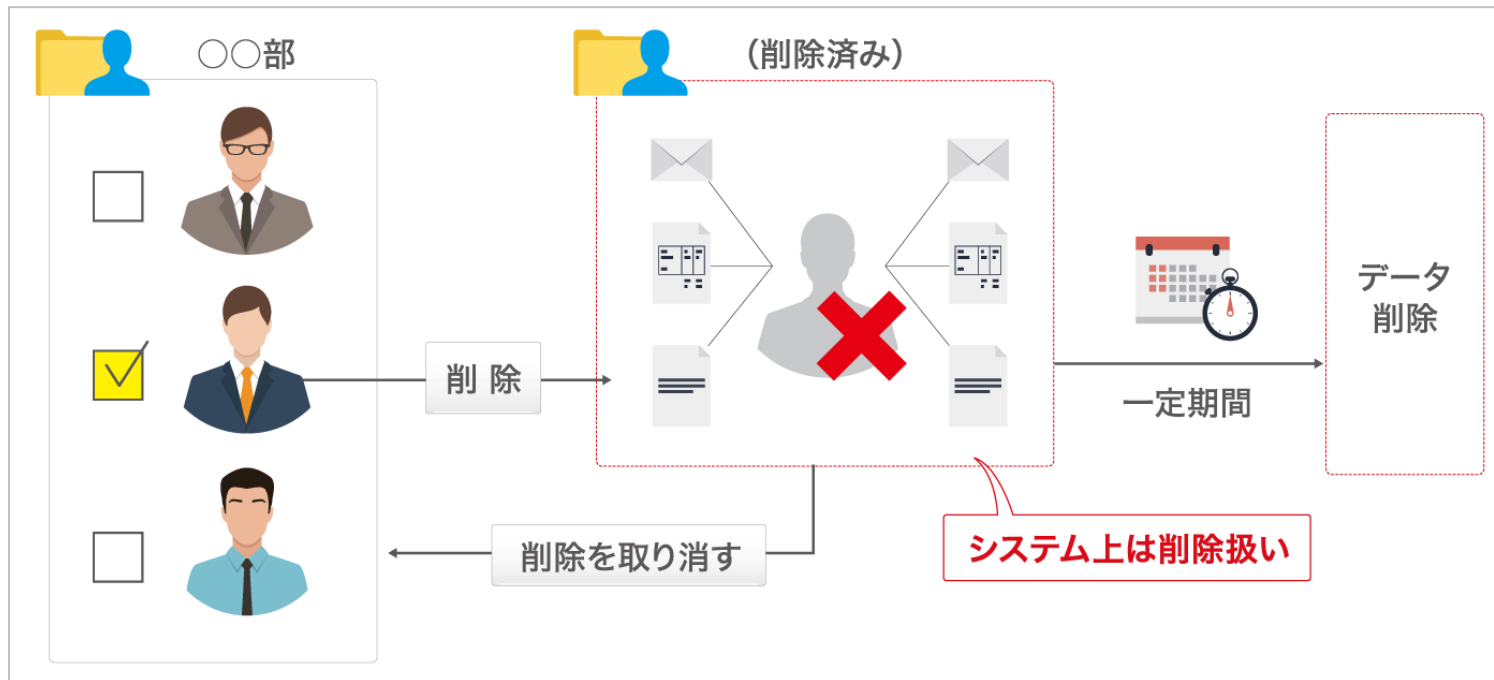 ○○部
(削除済み)
削 除
データ
削除
一定期間
システム上は削除扱い
削除を取り消す